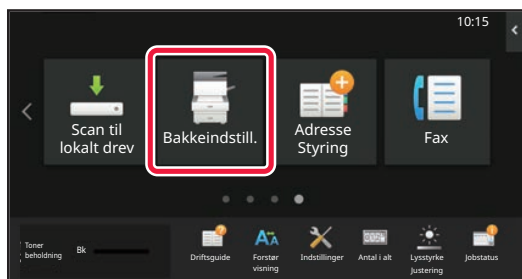 10:15
Scan til
lokalt drev
Bakkeindstill.
Adresse
Styring
Fax
Toner
beholdning
Bk
Driftsguide
Forstør
visning
Indstillinger
Antal i alt
Lysstyrke
Justering
Jobstatus